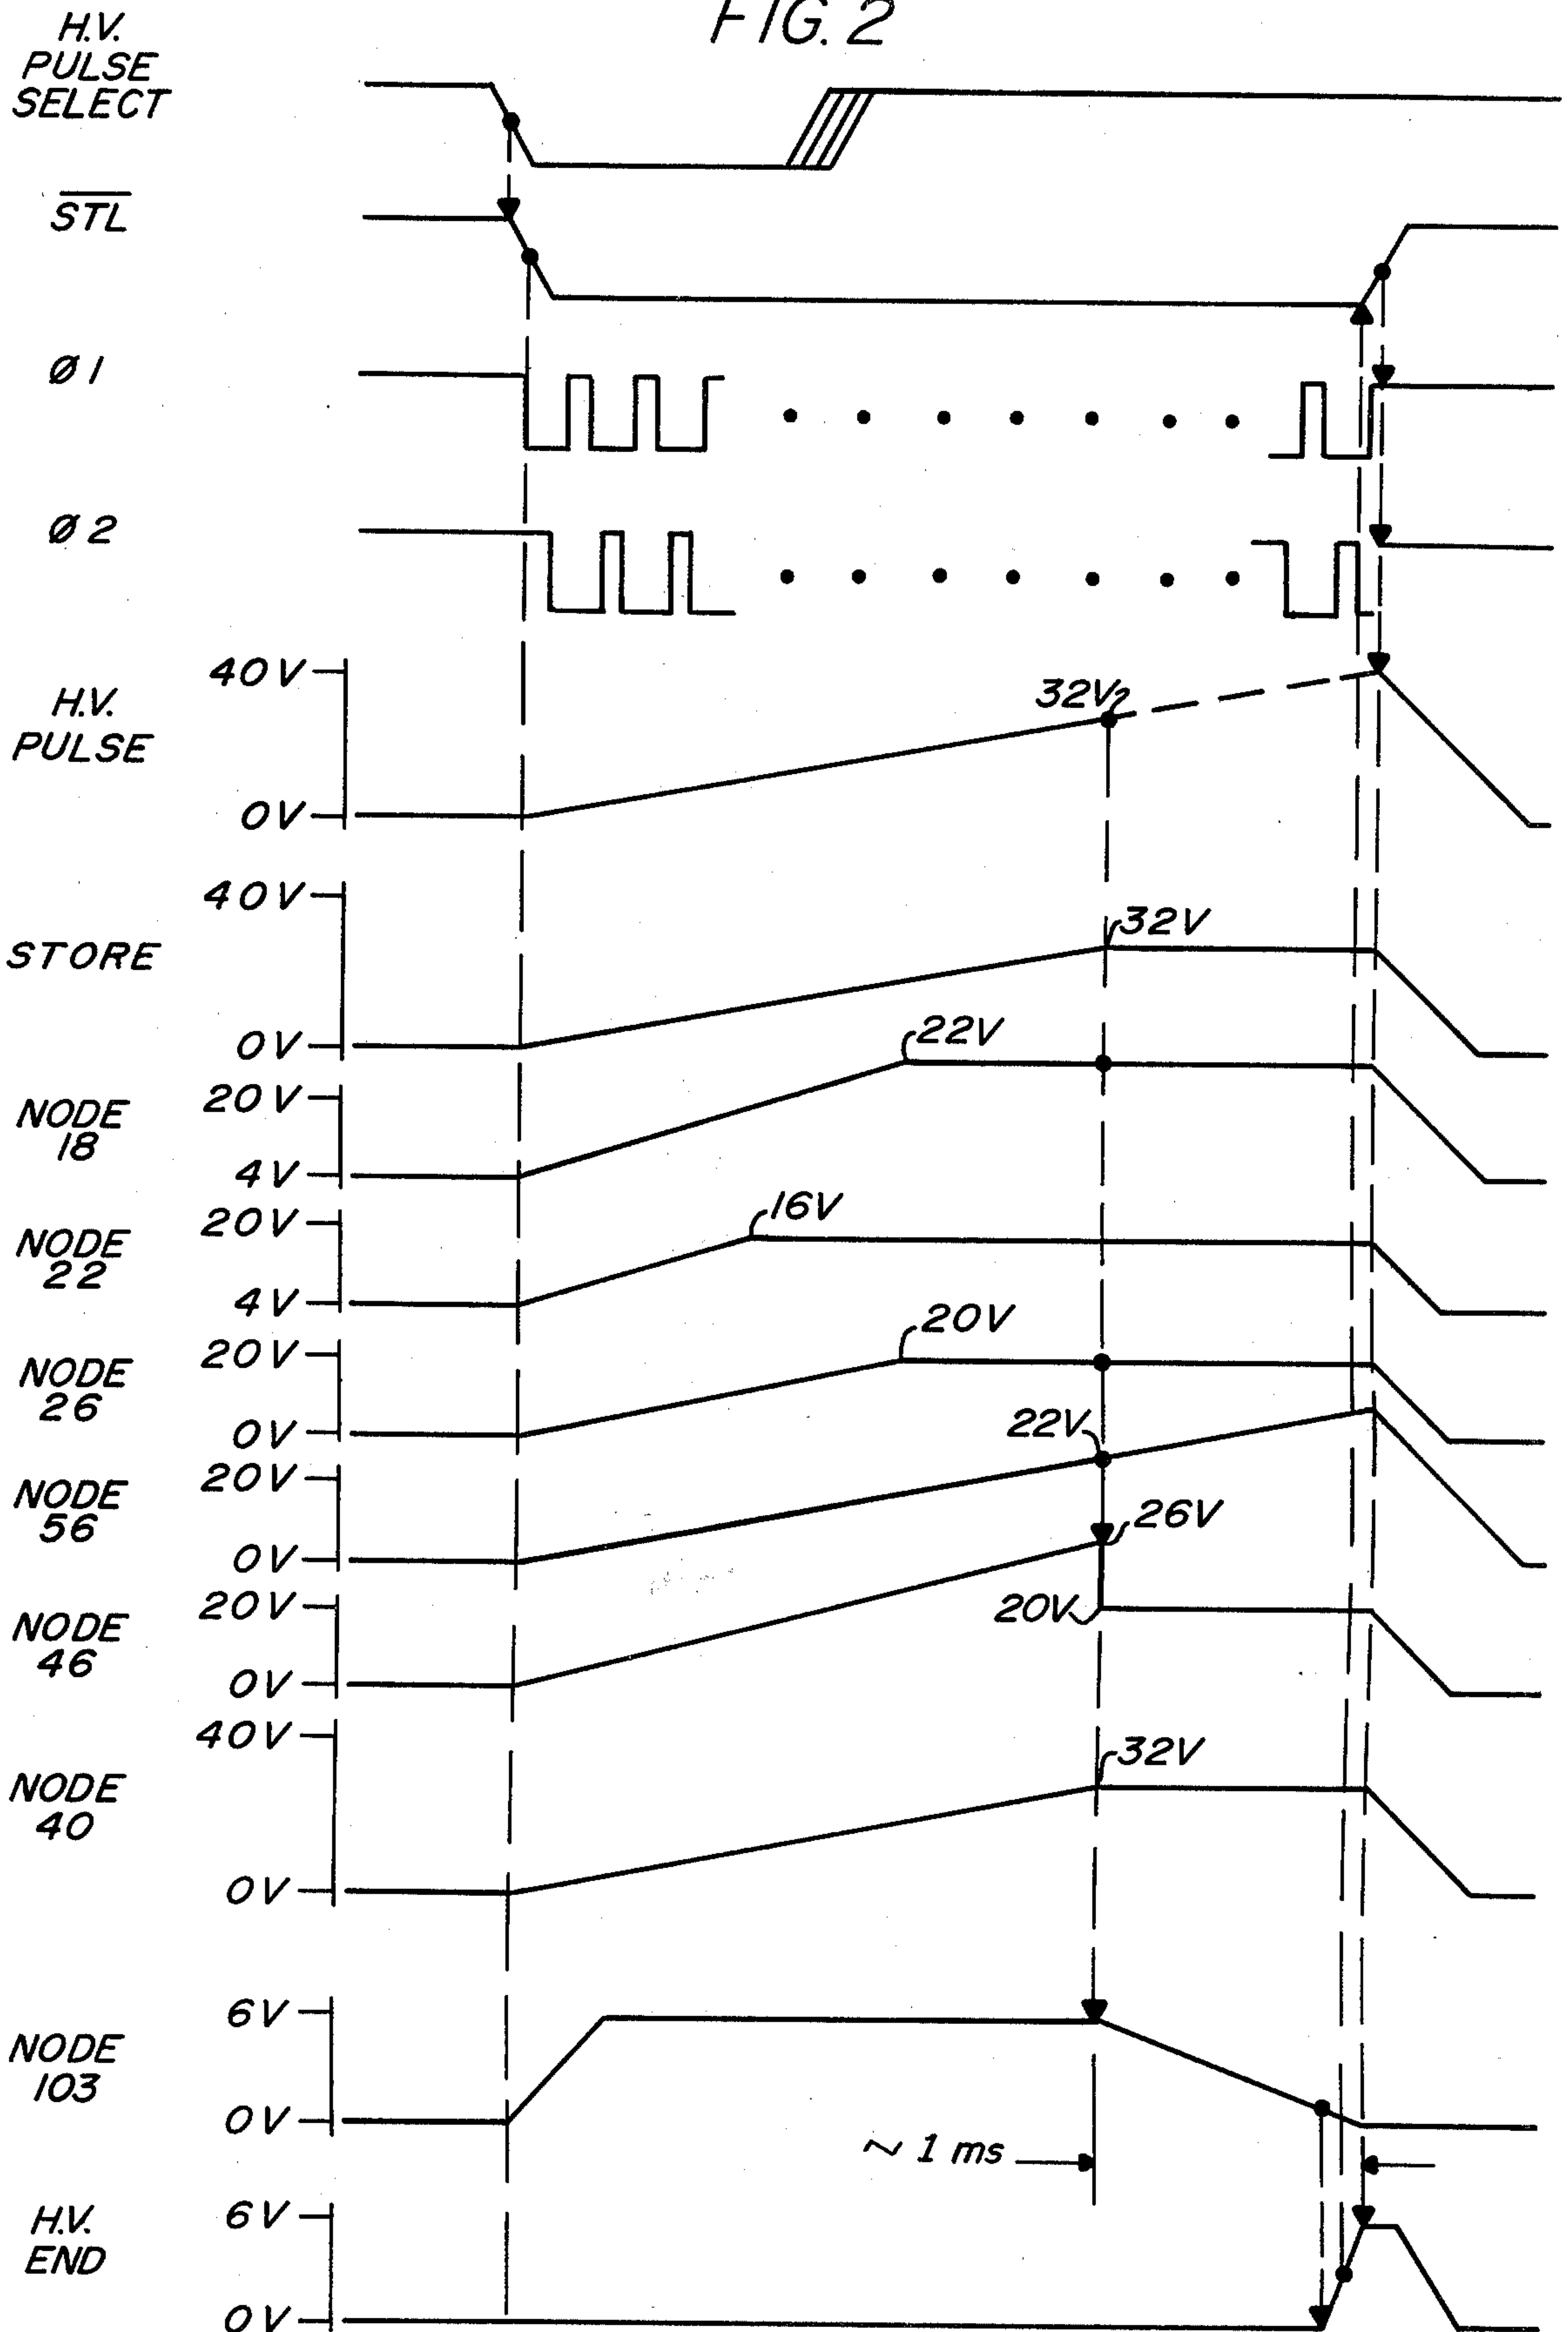 FIG. 2
H.V.
PULSE
SELECT
STL
Ø 1
Ø 2
H.V.
PULSE
40V
0V
32V
STORE
40V
0V
32V
NODE
18
20V
4V
22V
NODE
22
20V
4V
16V
NODE
26
20V
0V
20V
NODE
56
20V
0V
22V
NODE
46
20V
0V
26V
20V
NODE
40
40V
0V
32V
NODE
103
6V
0V
~ 1 ms
H.V.
END
6V
0V